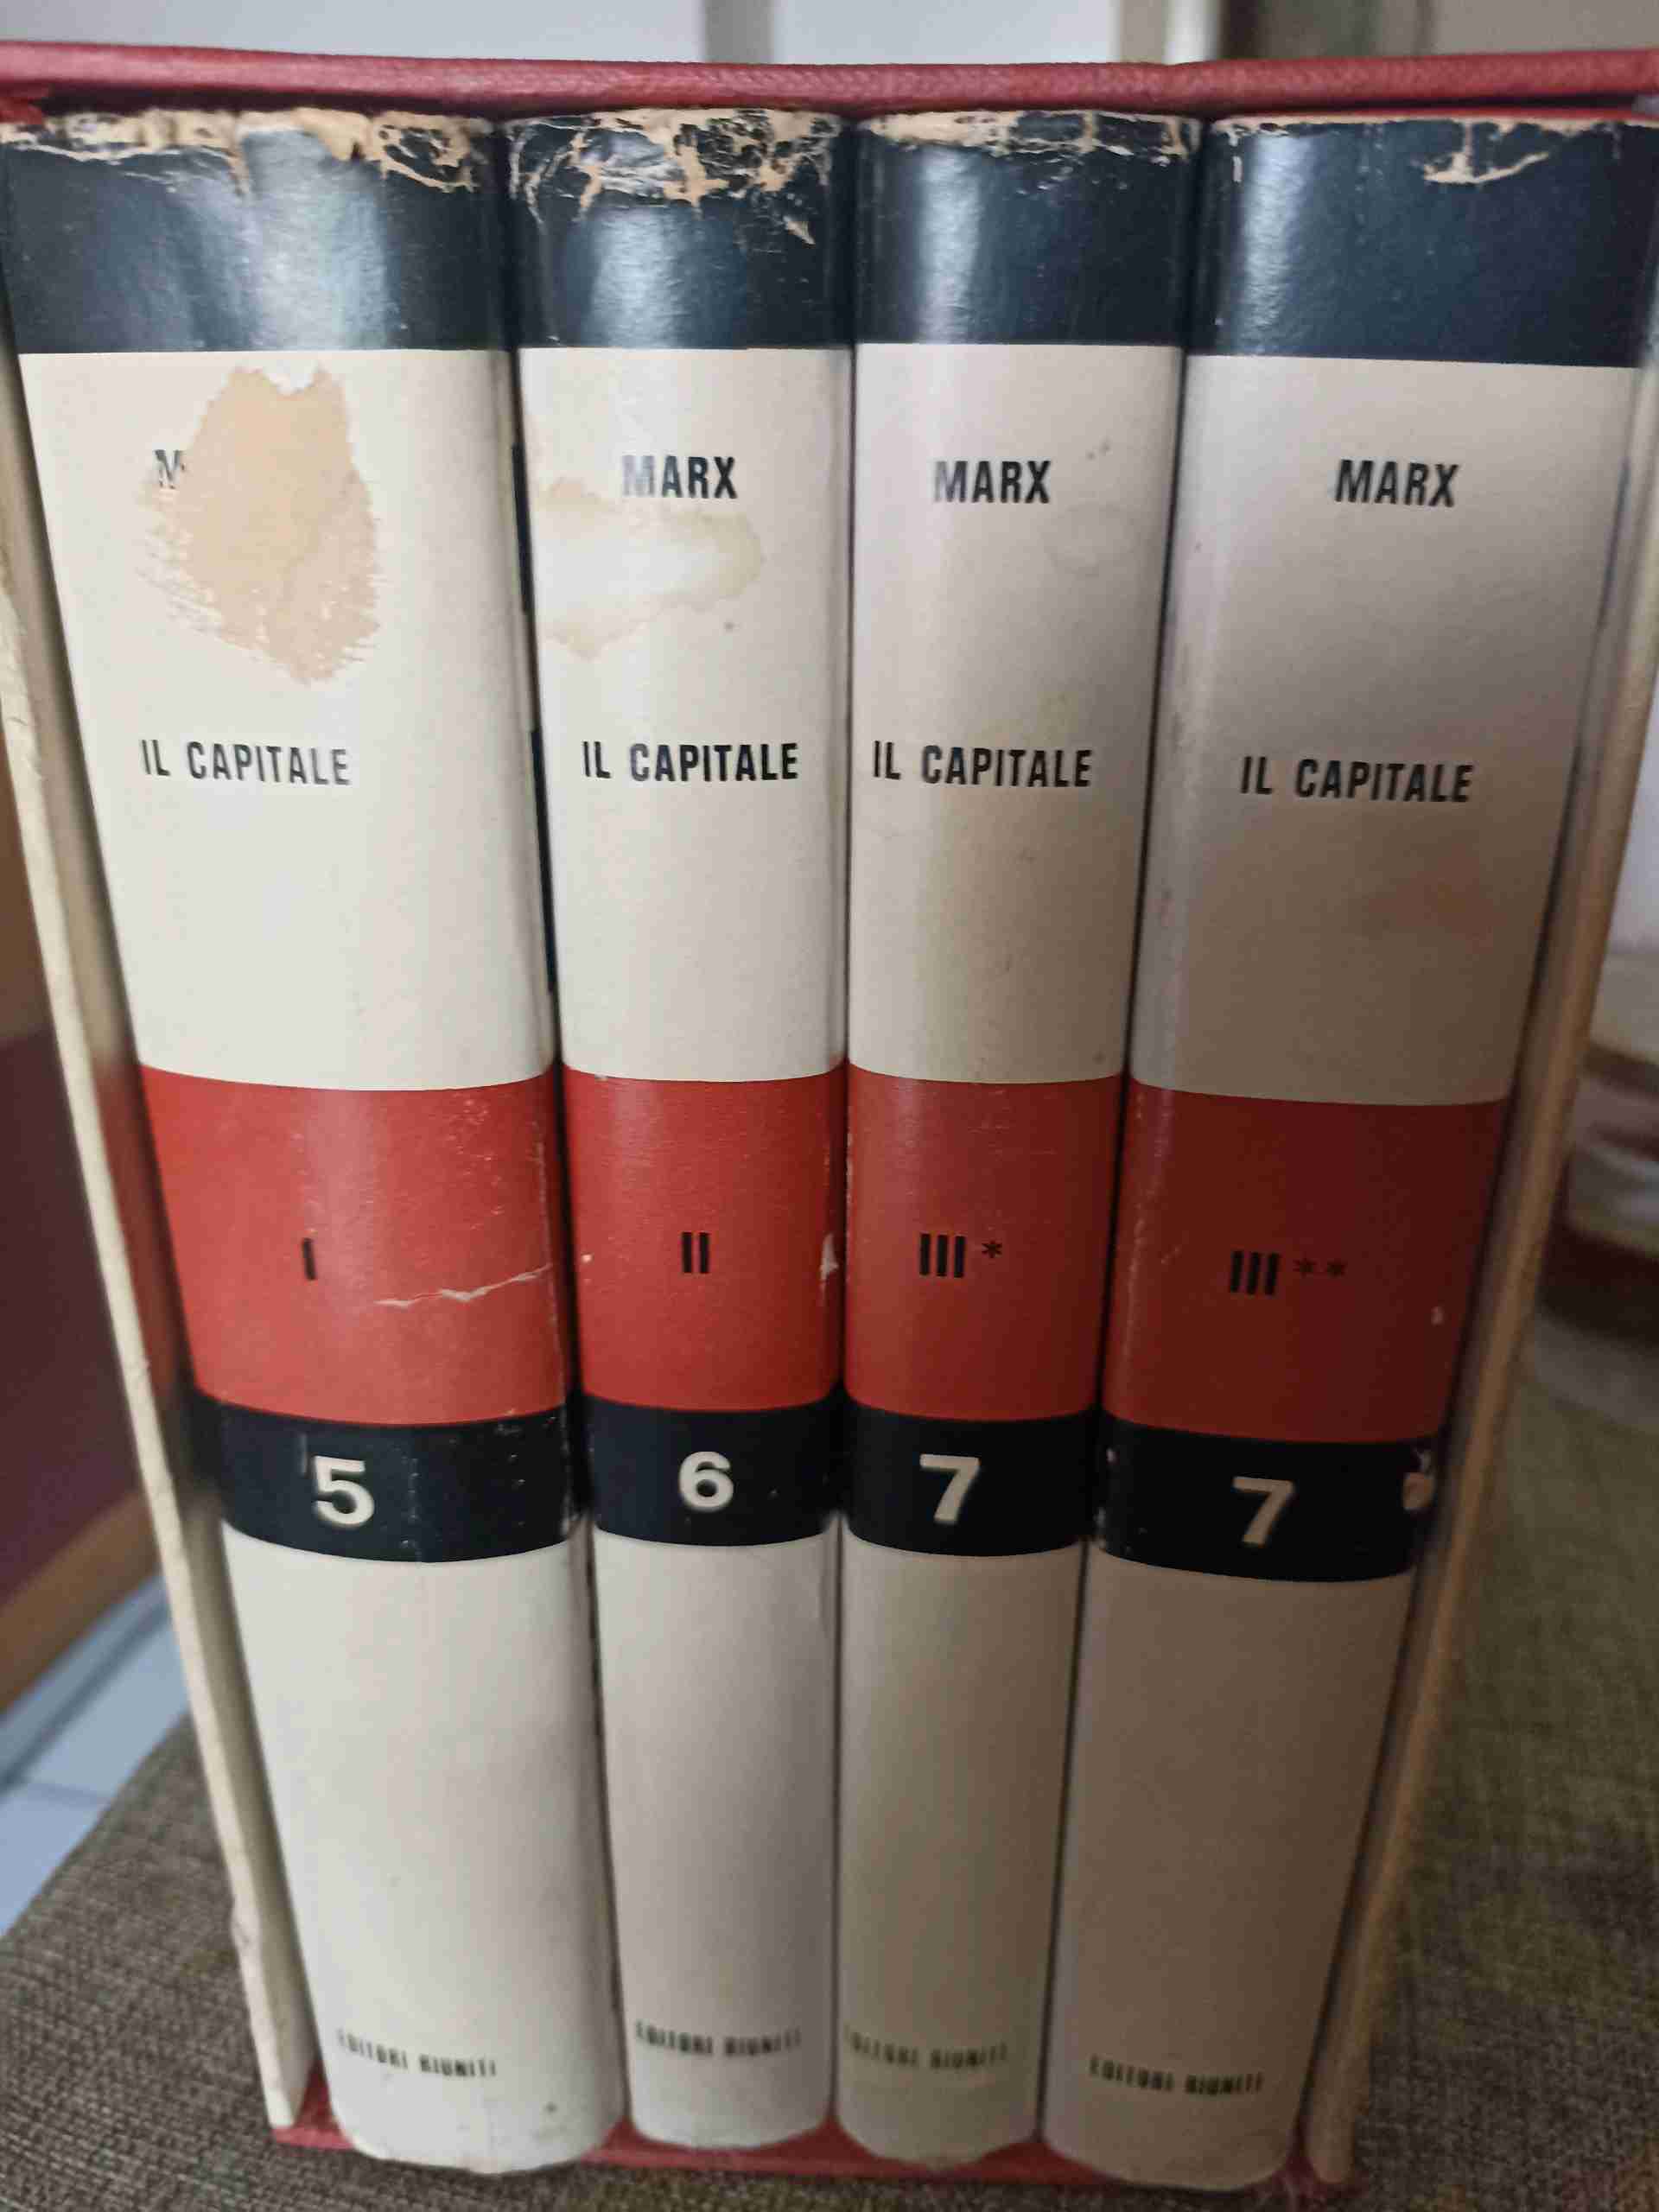 M
IL CAPITALE
I
5
EDITORI RIUNITI
MARX
IL CAPITALE
II
6
EDITORI RIUNITI
MARX
IL CAPITALE
III *
7
EDITORI RIUNITI
MARX
IL CAPITALE
III **
7
EDITORI RIUNITI